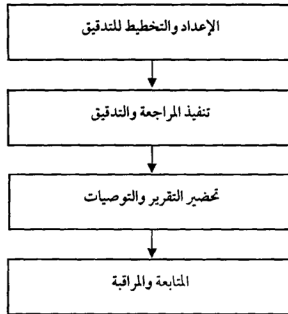 الإعداد والتخطيط للتدقيق
تنفيذ المراجعة والتدقيق
تحضير التقرير والتوصيات
المتابعة والمراقبة